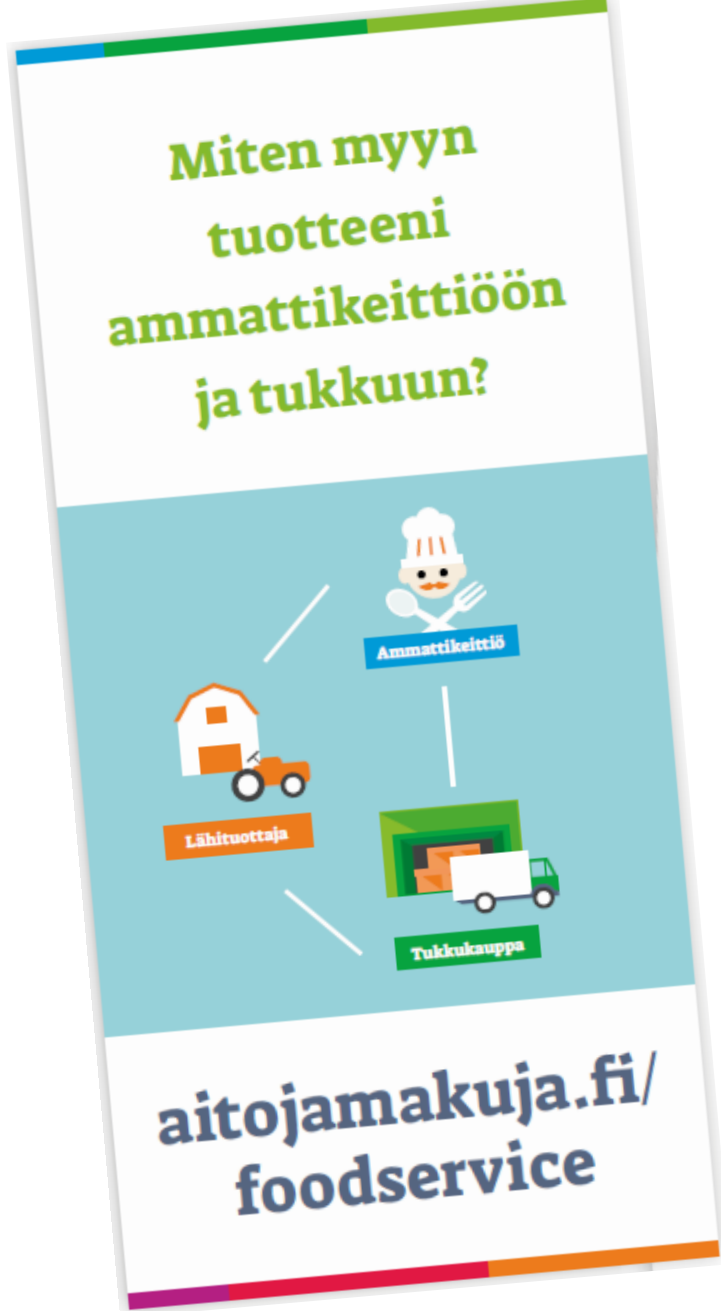 Miten myyn
tuotteeni
ammattikeittiöön
ja tukkuun?
Ammattikeittiö
Lähituottaja
Tukkukauppa
aitojamakuja.fi/
foodservice